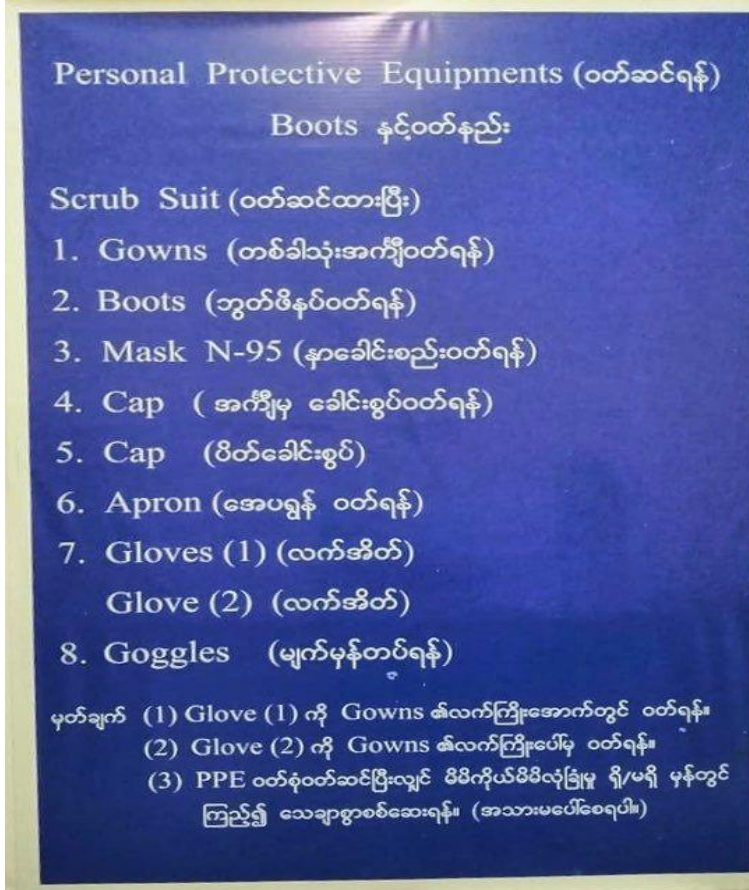 Personal Protective Equipments (ဝတ်ဆင်ရန်)
Boots နှင့်ဝတ်နည်း
Scrub Suit (ဝတ်ဆင်ထားပြီး)
1. Gowns (တစ်ခါသုံးအင်္ကျီဝတ်ရန်)
2. Boots (ဘွတ်ဖိနပ်ဝတ်ရန်)
3. Mask N-95 (နှာခေါင်းစည်းဝတ်ရန်)
4. Cap ( အင်္ကျီမှ ခေါင်းစွပ်ဝတ်ရန်)
5. Cap (ပိတ်ခေါင်းစွပ်)
6. Apron (အေပရွန် ဝတ်ရန်)
7. Gloves (1) (လက်အိတ်)
Glove (2) (လက်အိတ်)
8. Goggles (မျက်မှန်တပ်ရန်)
မှတ်ချက် (1) Glove (1) ကို Gowns ၏လက်ကြိုးအောက်တွင် ဝတ်ရန်။
(2) Glove (2) ကို Gowns ၏လက်ကြိုးပေါ်မှ ဝတ်ရန်။
(3) PPE ဝတ်စုံဝတ်ဆင်ပြီးလျှင် မိမိကိုယ်မိမိလုံခြုံမှု ရှိ/မရှိ မှန်တွင်
ကြည့်၍ သေချာစွာစစ်ဆေးရန်။ (အသားမပေါ်စေရပါ။)